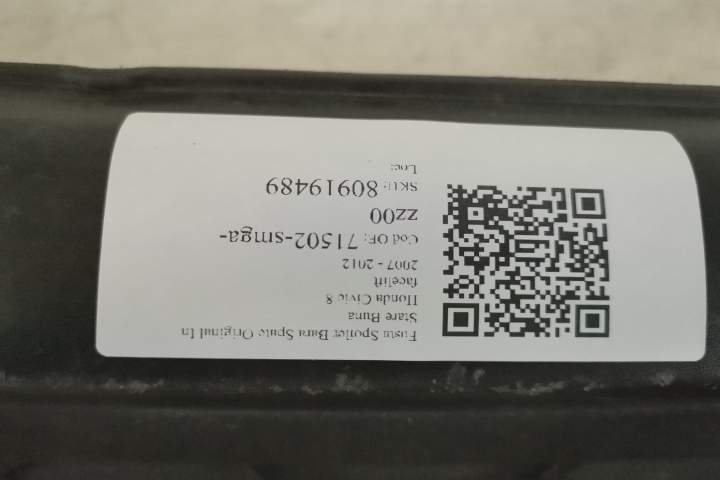 Fusta Spoiler Bara Spate Original In
Stare Buna
Honda Civic 8
facelift
2007 - 2012
Cod OF: 71502-smga-
zz00
SKU: 80919489
Loc: